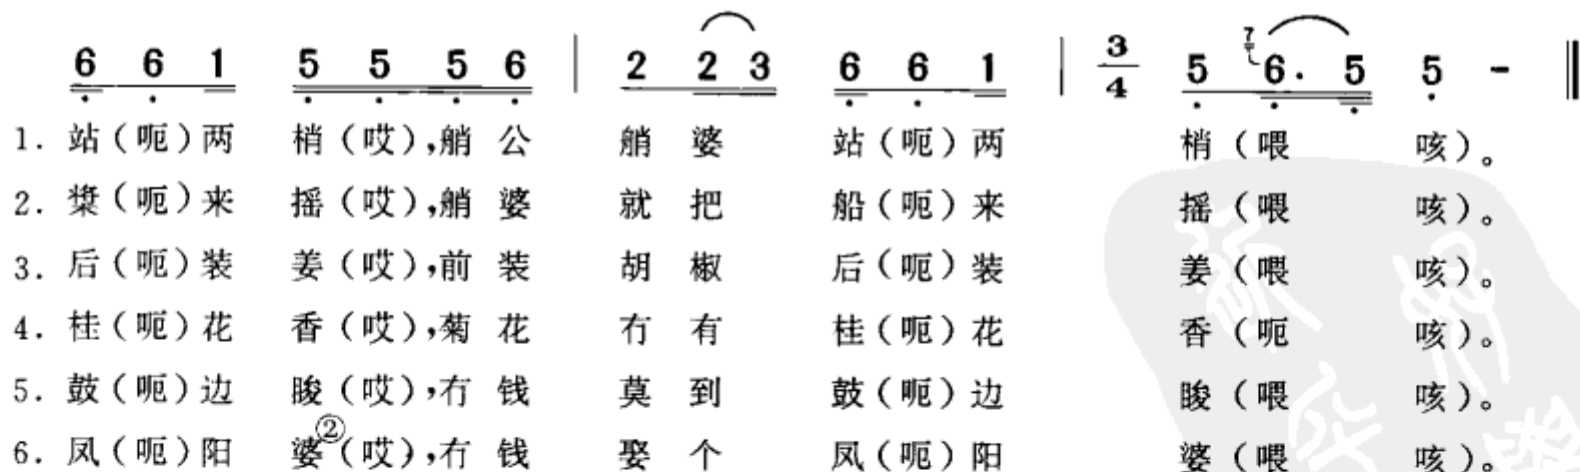 6 6 1 5 5 5 6 | 2 2 3 6 6 1 | 3/4 5 7 6. 5 5 - ‖
1. 站（呃）两 梢（哎），艄 公 艄 婆 站（呃）两 梢（喂 咳）。
2. 桨（呃）来 摇（哎），艄 婆 就 把 船（呃）来 摇（喂 咳）。
3. 后（呃）装 姜（哎），前 装 胡 椒 后（呃）装 姜（喂 咳）。
4. 桂（呃）花 香（哎），菊 花 冇 有 桂（呃）花 香（呃 咳）。
5. 鼓（呃）边 睃（哎），冇 钱 莫 到 鼓（呃）边 睃（喂 咳）。
6. 凤（呃）阳 婆②（哎），冇 钱 娶 个 凤（呃）阳 婆（喂 咳）。